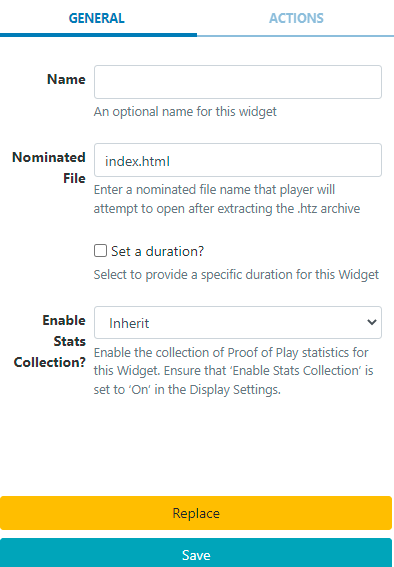 GENERAL ACTIONS
Name
An optional name for this widget
Nominated File
index.html
Enter a nominated file name that player will
attempt to open after extracting the .htz archive
Set a duration?
Select to provide a specific duration for this Widget
Enable Stats Collection?
Inherit
Enable the collection of Proof of Play statistics for
this Widget. Ensure that ‘Enable Stats Collection’ is
set to ‘On’ in the Display Settings.
Replace
Save